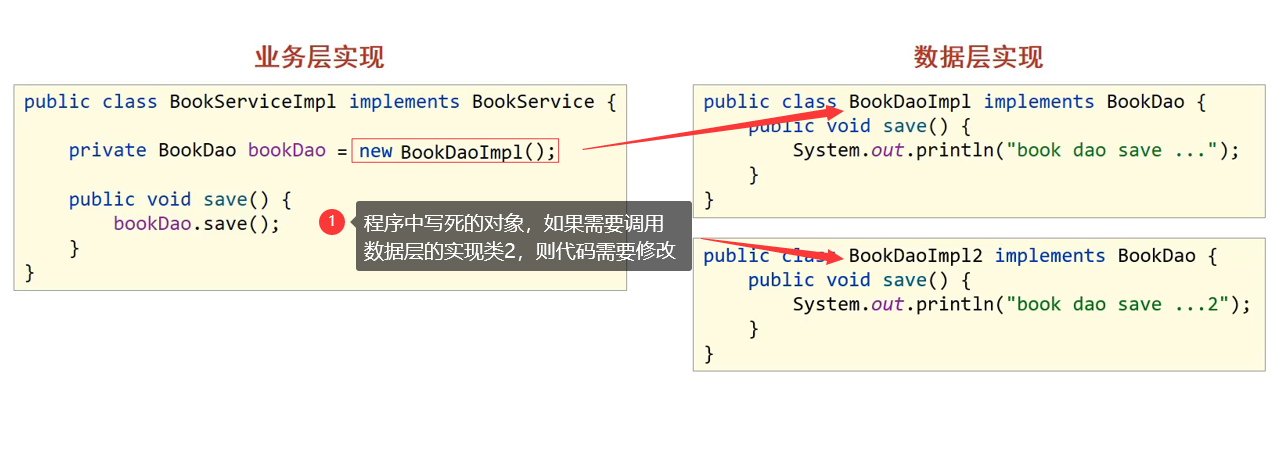 业务层实现
public class BookServiceImpl implements BookService {
private BookDao bookDao = new BookDaoImpl();
public void save() {
bookDao.save();
}
}
1
程序中写死的对象，如果需要调用
数据层的实现类2，则代码需要修改
数据层实现
public class BookDaoImpl implements BookDao {
public void save() {
System.out.println("book dao save ...");
}
}
public class BookDaoImpl2 implements BookDao {
public void save() {
System.out.println("book dao save ...2");
}
}